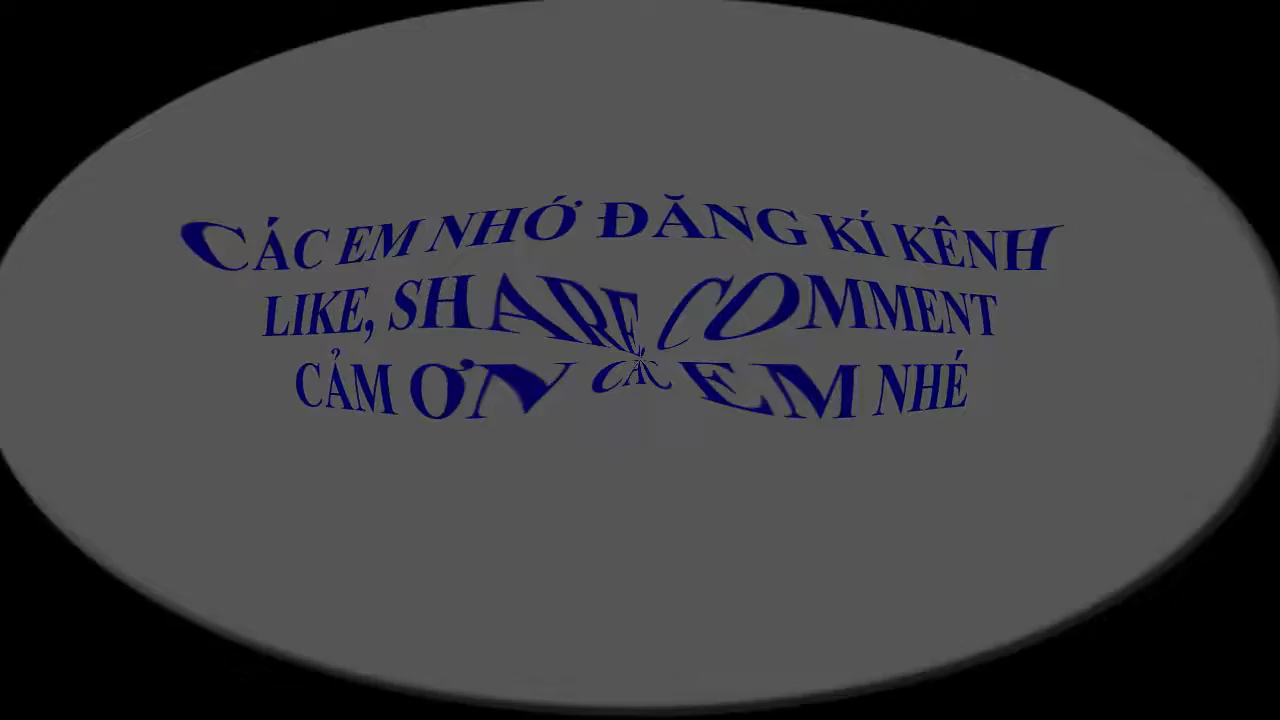 CÁC EM NHỚ ĐĂNG KÍ KÊNH
LIKE, SHARE, COMMENT
CẢM ƠN CÁC EM NHÉ